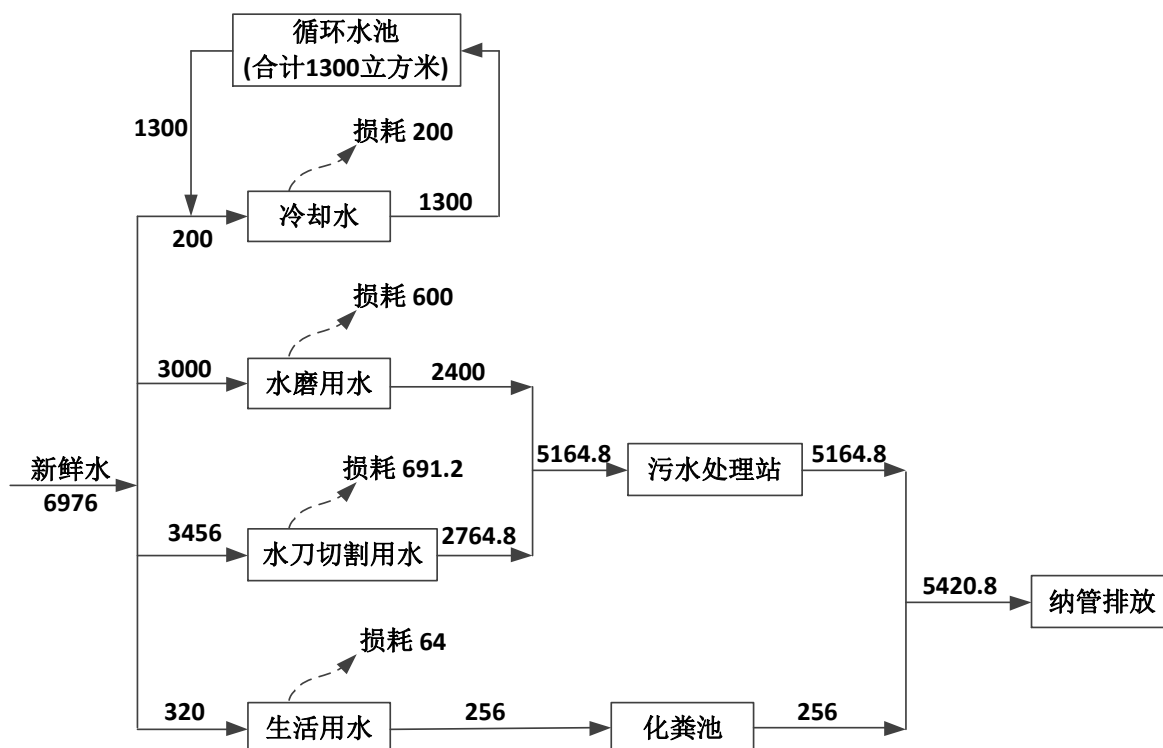 循环水池
(合计1300立方米)
1300
损耗 200
冷却水
1300
200
损耗 600
3000
水磨用水
2400
新鲜水
6976
损耗 691.2
5164.8
污水处理站
5164.8
3456
水刀切割用水
2764.8
5420.8
纳管排放
损耗 64
320
生活用水
256
化粪池
256